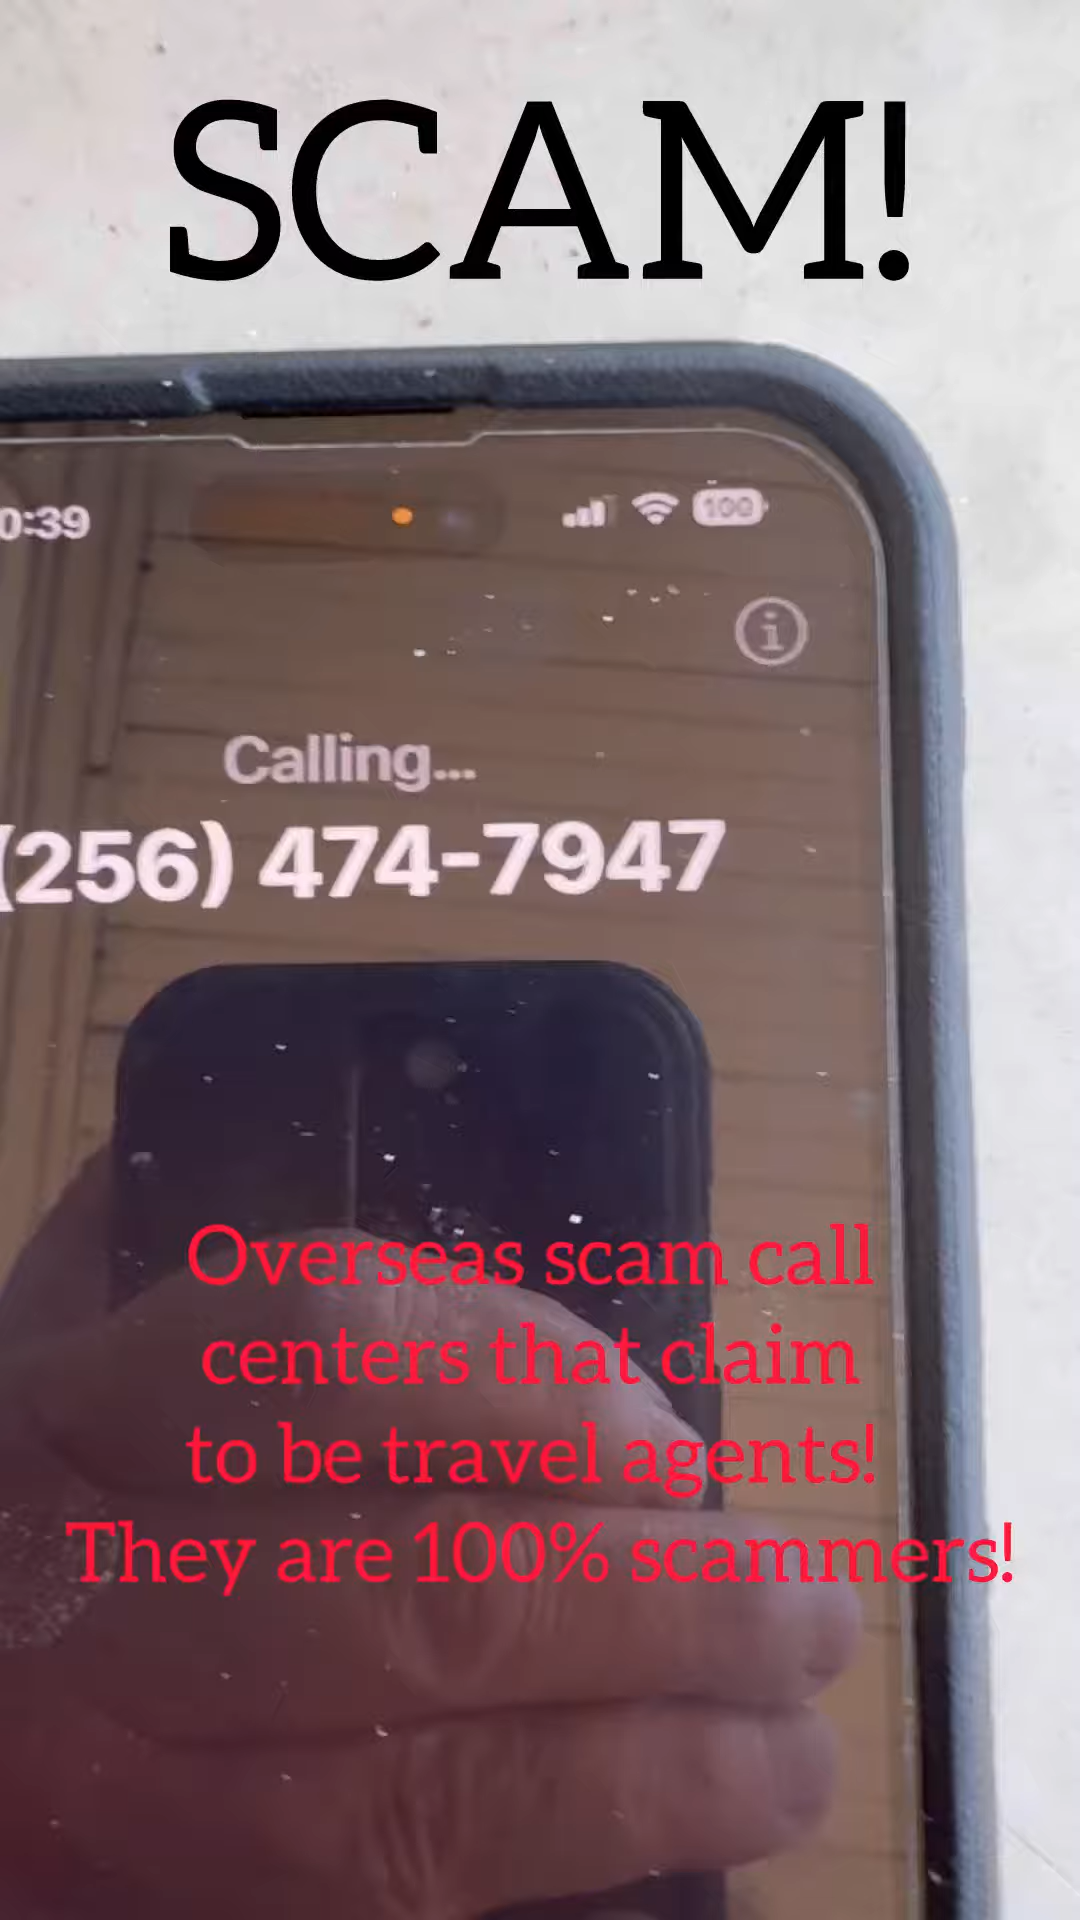 SCAM!
0:39
100
Calling...
(256) 474-7947
Overseas scam call
centers that claim
to be travel agents!
They are 100% scammers!